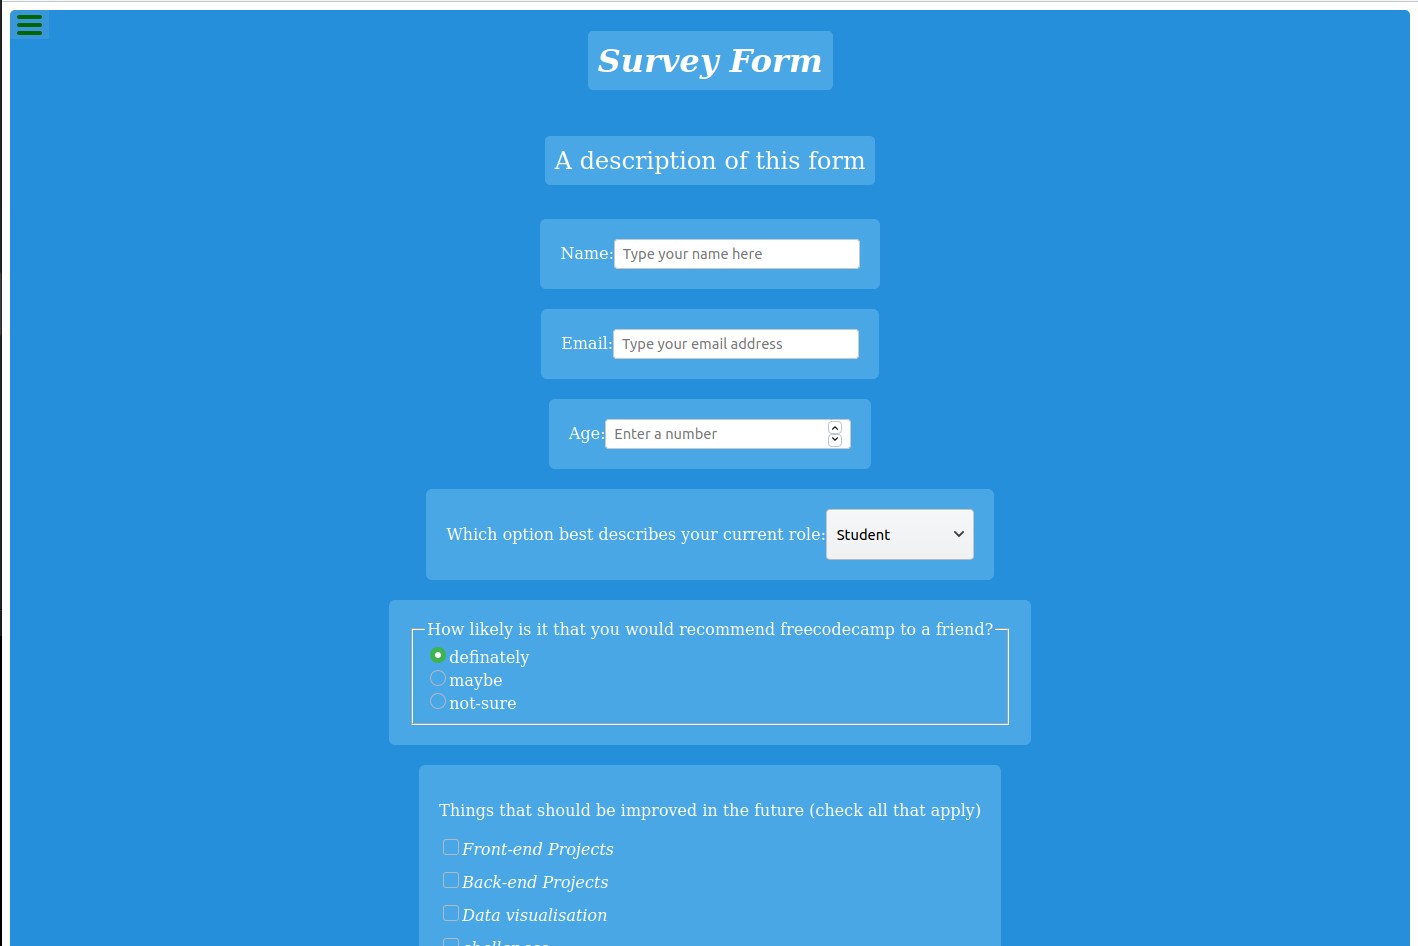 Survey Form
A description of this form
Name: Type your name here
Email: Type your email address
Age: Enter a number
Which option best describes your current role: Student
How likely is it that you would recommend freecodecamp to a friend?
definately
maybe
not-sure
Things that should be improved in the future (check all that apply)
Front-end Projects
Back-end Projects
Data visualisation
challenges